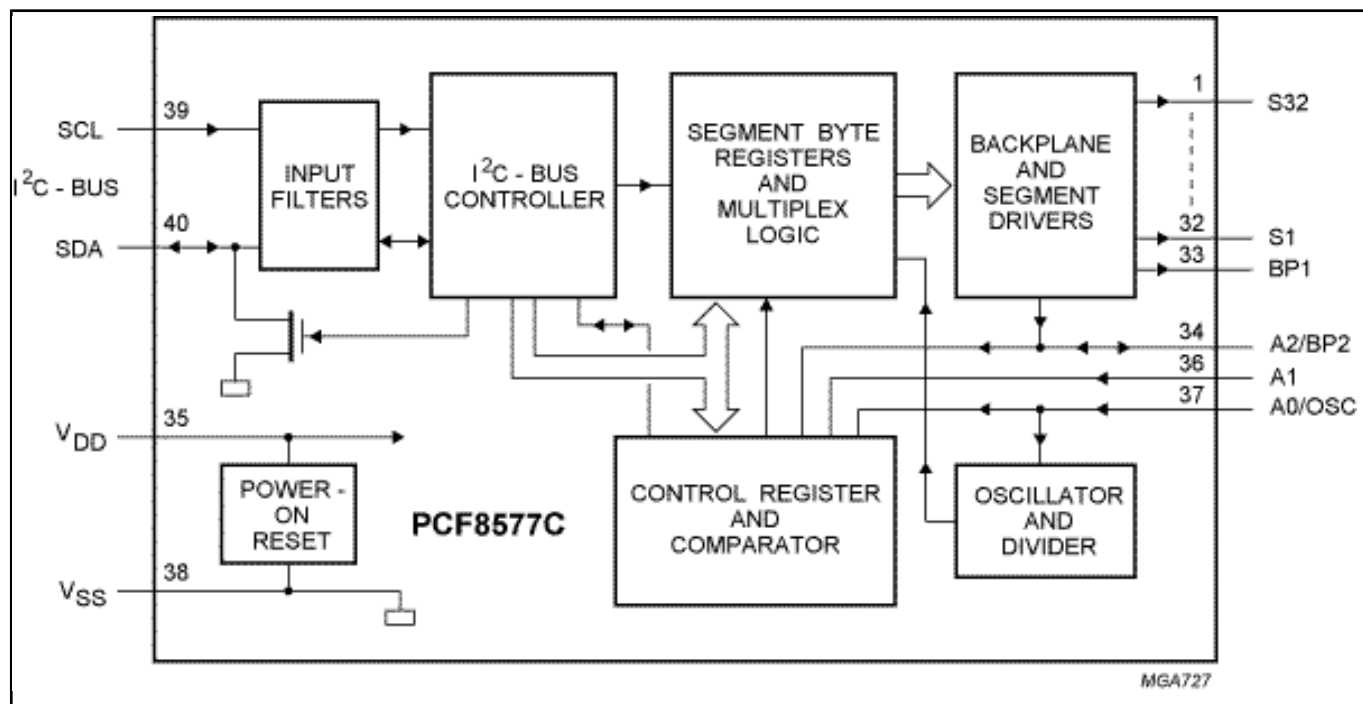 SCL
39
I²C - BUS
SDA
40
INPUT
FILTERS
I²C - BUS
CONTROLLER
SEGMENT BYTE
REGISTERS
AND
MULTIPLEX
LOGIC
BACKPLANE
AND
SEGMENT
DRIVERS
1
S32
32
S1
33
BP1
34
A2/BP2
36
A1
37
A0/OSC
VDD
35
POWER -
ON
RESET
PCF8577C
CONTROL REGISTER
AND
COMPARATOR
OSCILLATOR
AND
DIVIDER
VSS
38
MGA727